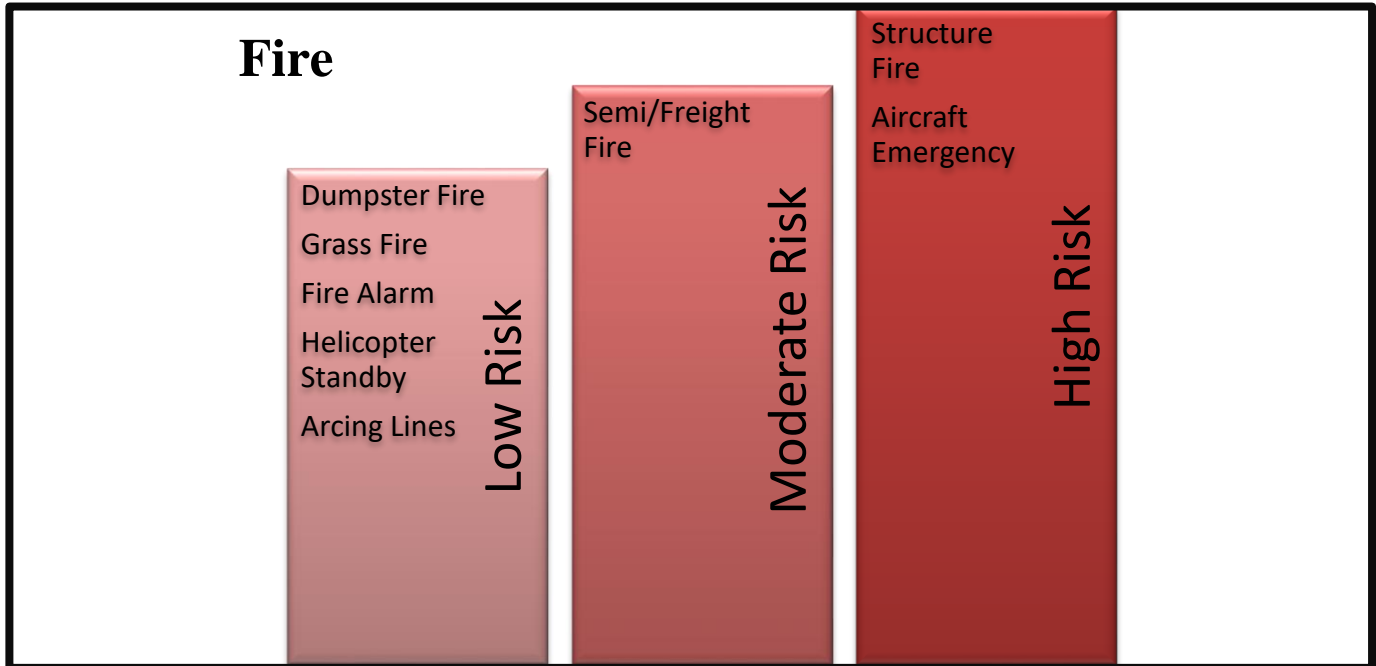 Fire
Dumpster Fire
Grass Fire
Fire Alarm
Helicopter
Standby
Arcing Lines
Low Risk
Semi/Freight
Fire
Moderate Risk
Structure
Fire
Aircraft
Emergency
High Risk